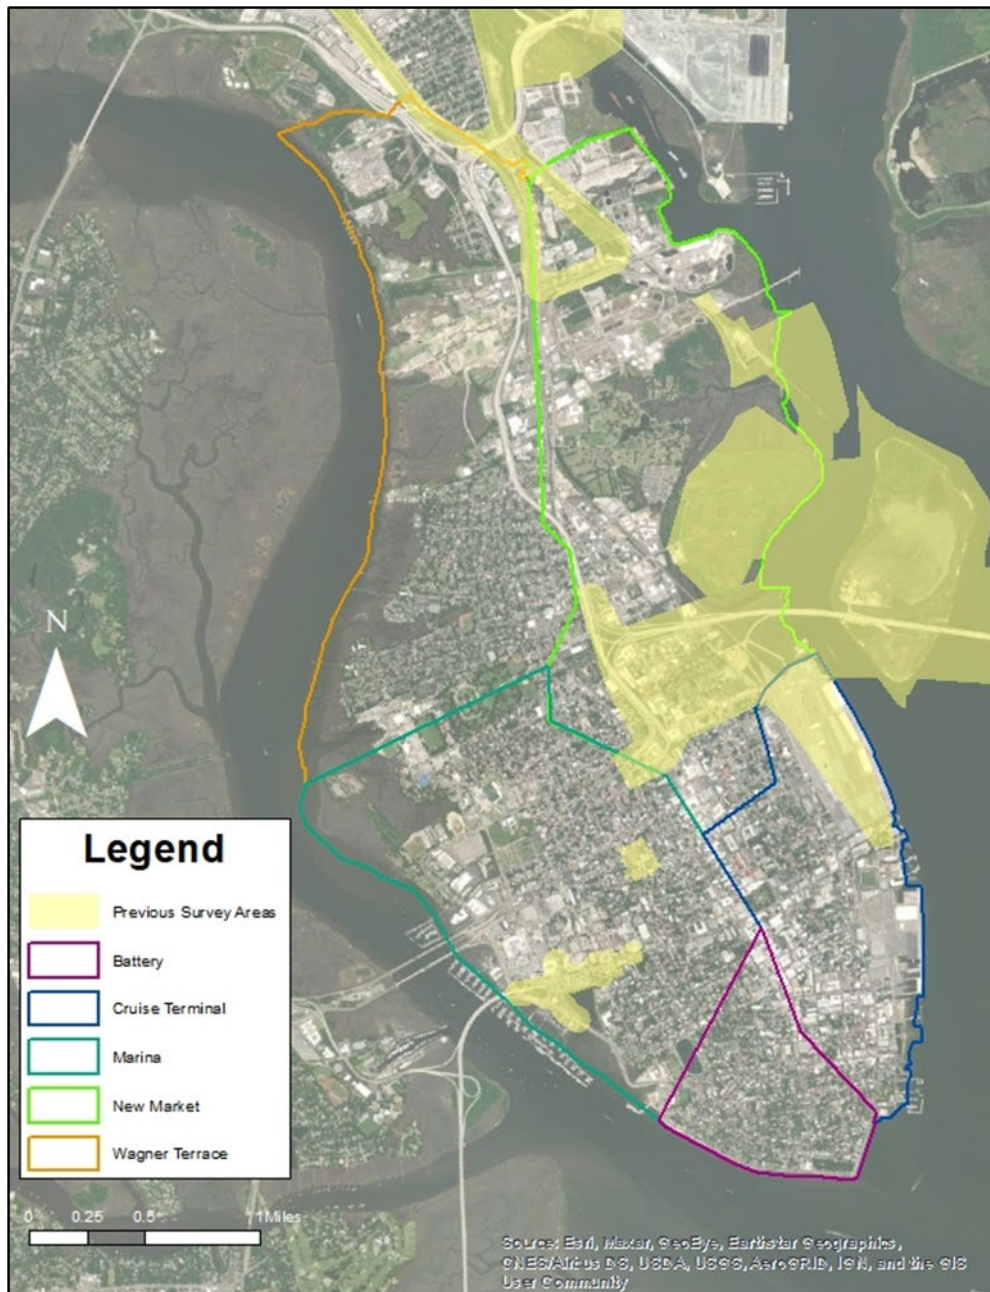 N
Legend
Previous Survey Areas
Battery
Cruise Terminal
Marina
New Market
Wagner Terrace
0 0.25 0.5 1 Miles
Source: Esri, Maxar, GeoEye, Earthstar Geographics,
CNES/Airbus DS, USDA, USGS, AeroGRID, IGN, and the GIS
User Community